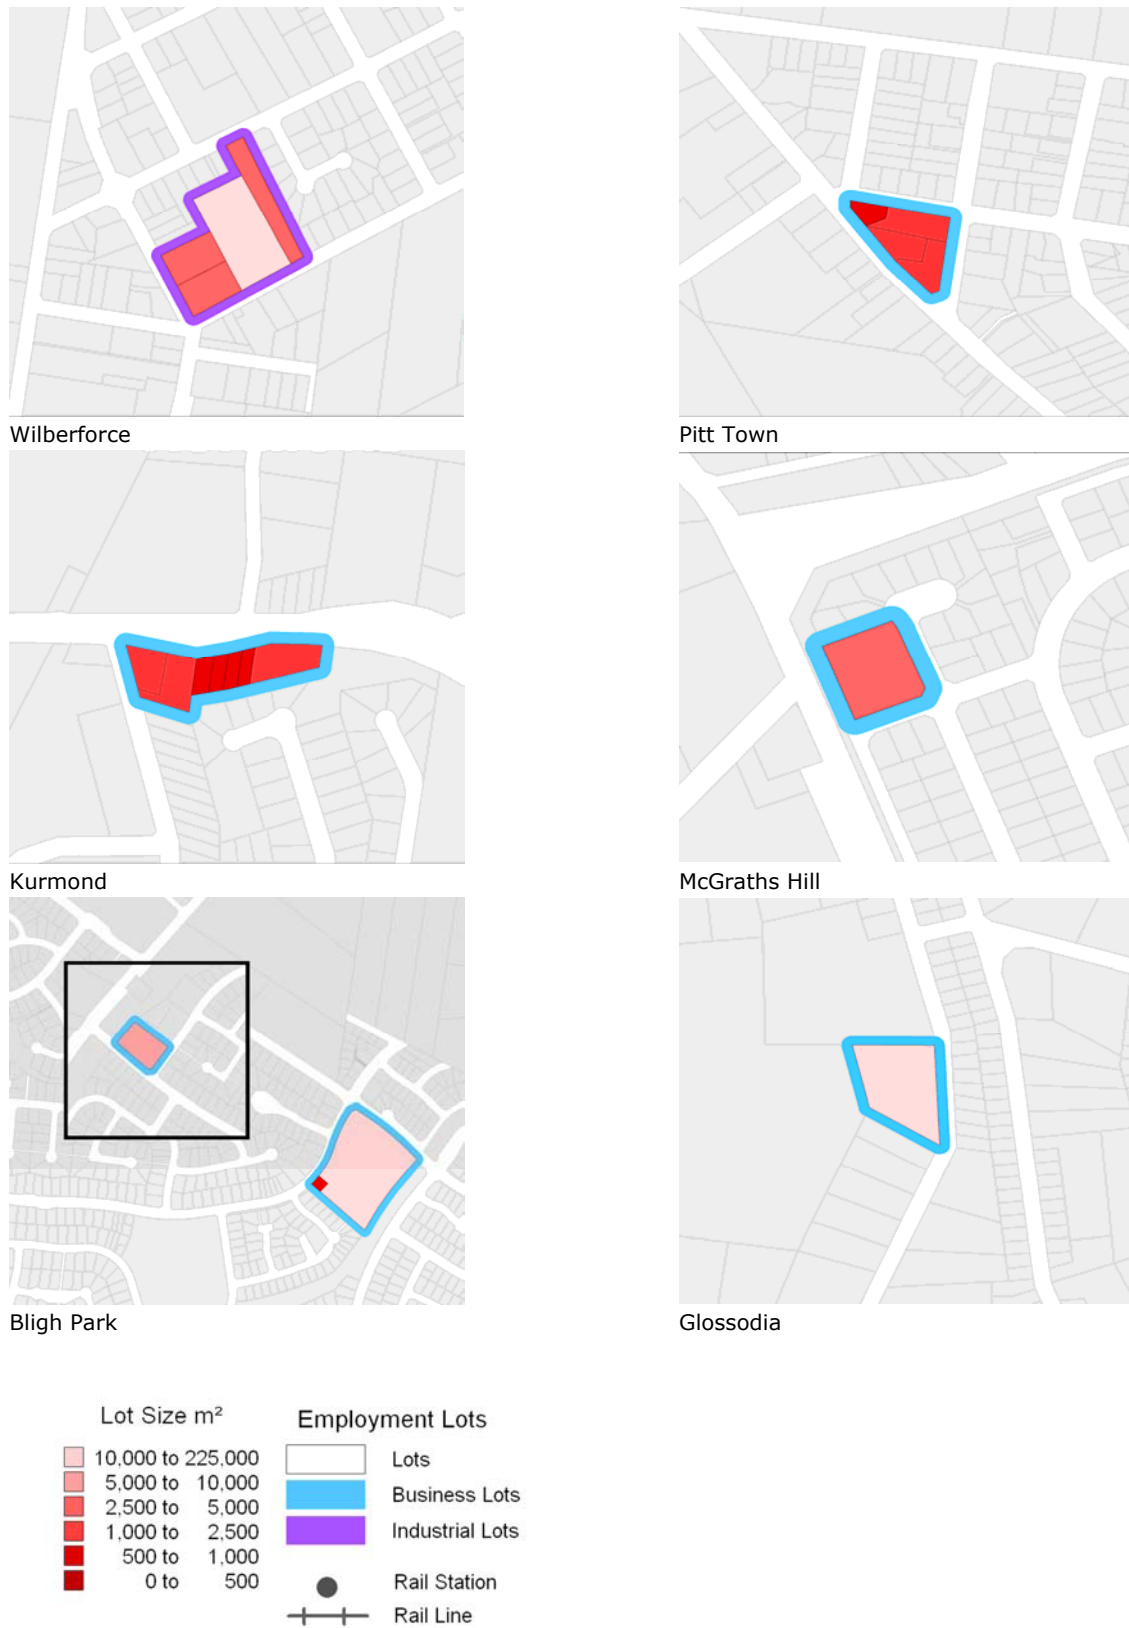 Wilberforce
Pitt Town
Kurmond
McGraths Hill
Bligh Park
Glossodia
Lot Size m²
10,000 to 225,000
5,000 to 10,000
2,500 to 5,000
1,000 to 2,500
500 to 1,000
0 to 500
Employment Lots
Lots
Business Lots
Industrial Lots
Rail Station
Rail Line